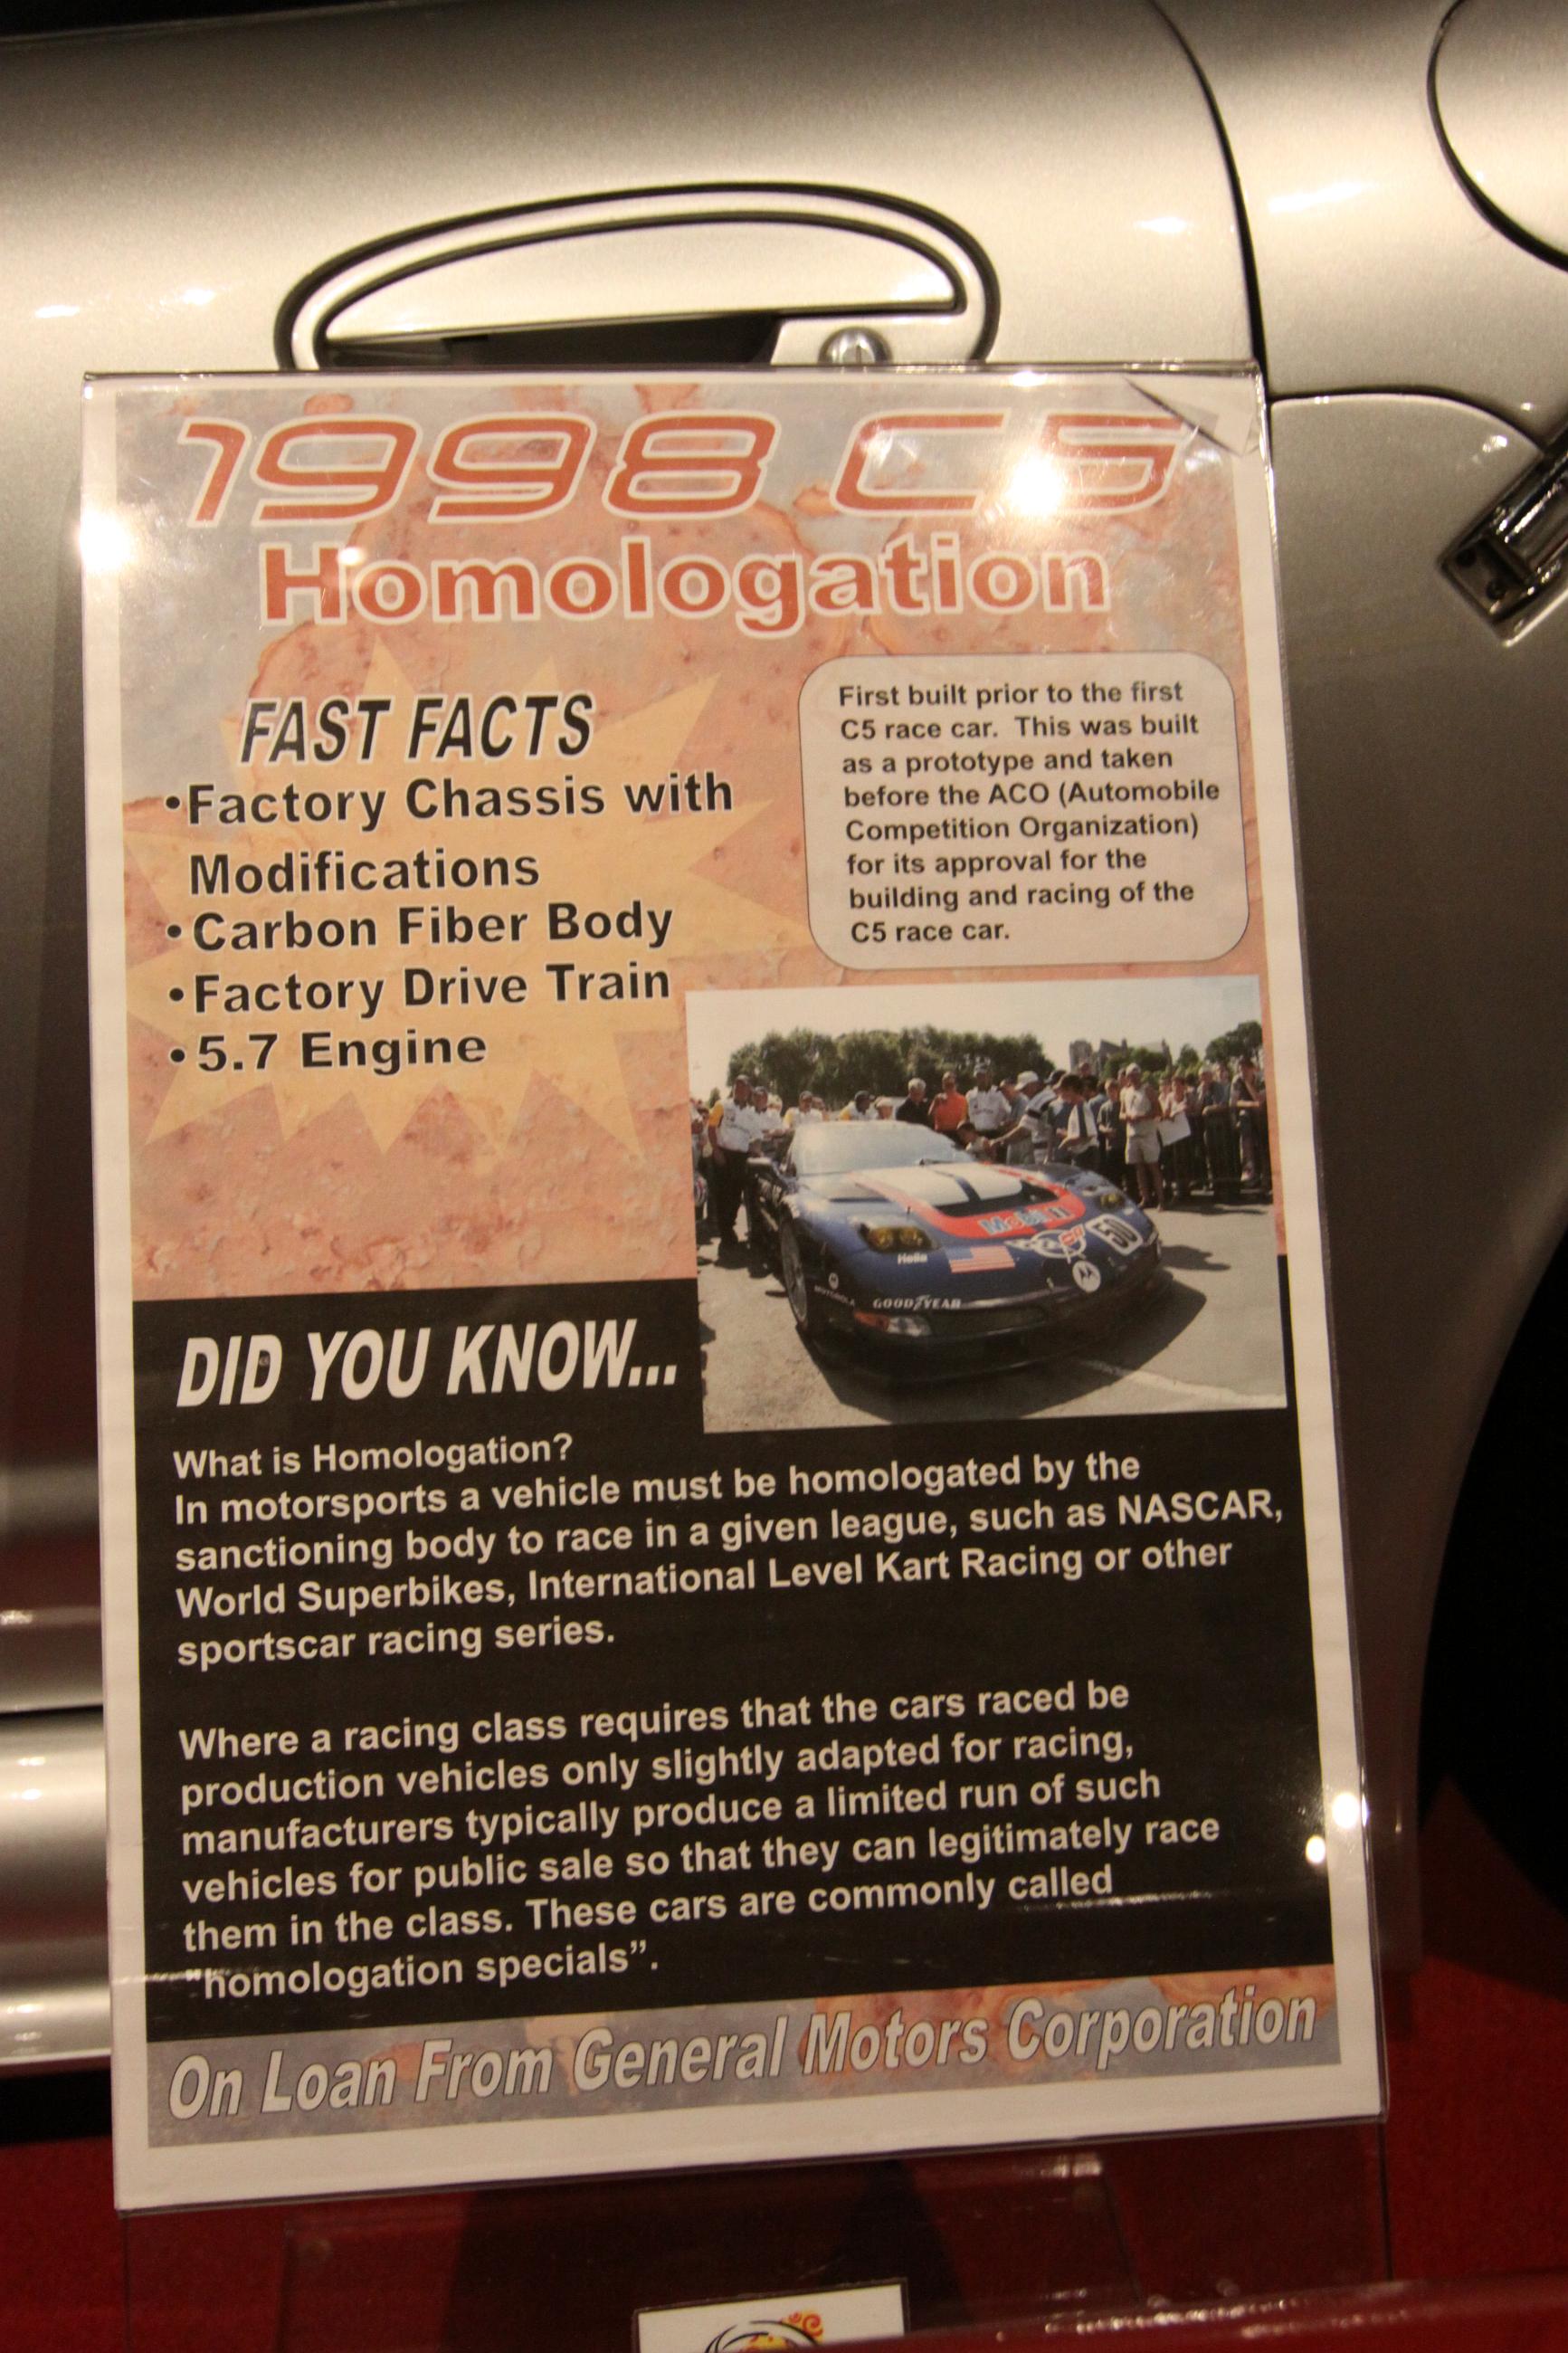 1998 C5
Homologation
FAST FACTS
•Factory Chassis with
Modifications
•Carbon Fiber Body
•Factory Drive Train
•5.7 Engine
First built prior to the first
C5 race car. This was built
as a prototype and taken
before the ACO (Automobile
Competition Organization)
for its approval for the
building and racing of the
C5 race car.
Mobil 1
50
Hella
MOTOROLA
GOODYEAR
DID YOU KNOW...
What is Homologation?
In motorsports a vehicle must be homologated by the
sanctioning body to race in a given league, such as NASCAR,
World Superbikes, International Level Kart Racing or other
sportscar racing series.
Where a racing class requires that the cars raced be
production vehicles only slightly adapted for racing,
manufacturers typically produce a limited run of such
vehicles for public sale so that they can legitimately race
them in the class. These cars are commonly called
"homologation specials”.
On Loan From General Motors Corporation